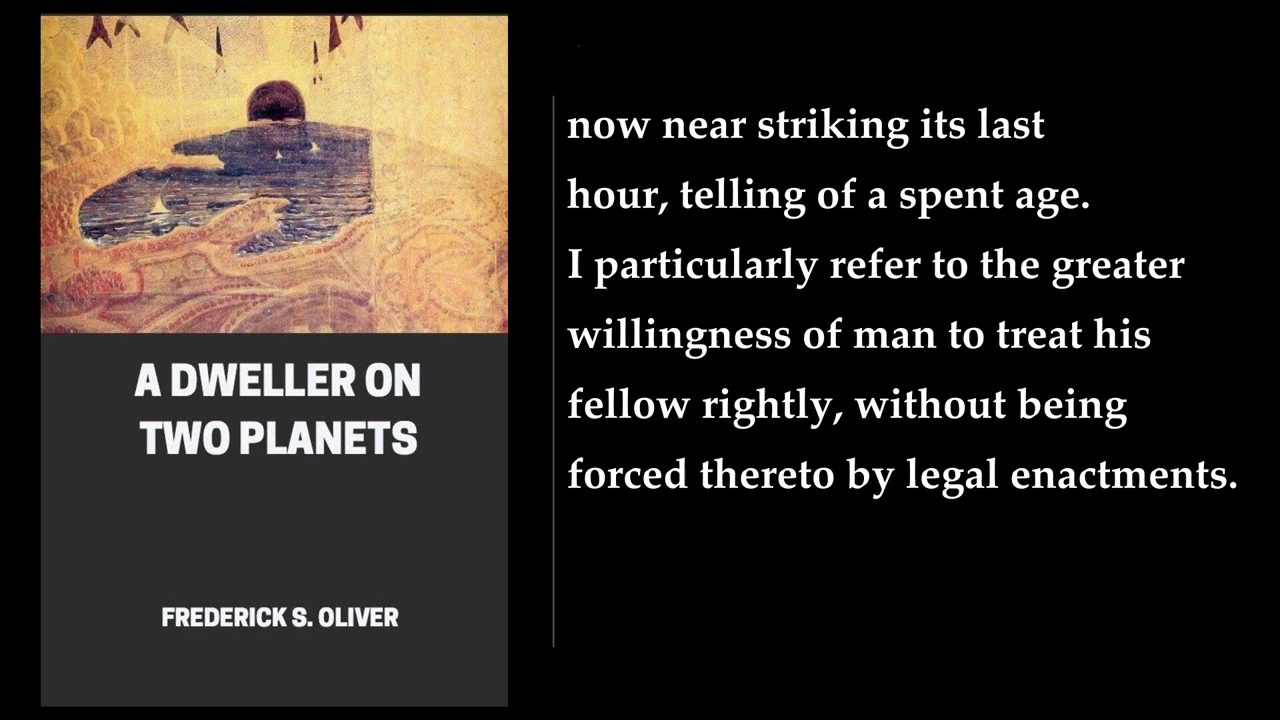 A DWELLER ON
TWO PLANETS
FREDERICK S. OLIVER
now near striking its last
hour, telling of a spent age.
I particularly refer to the greater
willingness of man to treat his
fellow rightly, without being
forced thereto by legal enactments.